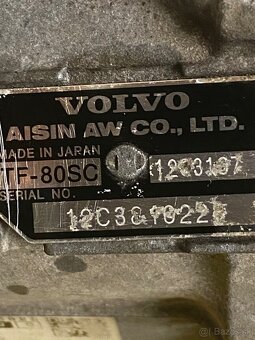 VOLVO
AISIN AW CO., LTD.
MADE IN JAPAN
TF-80SC
SERIAL NO.